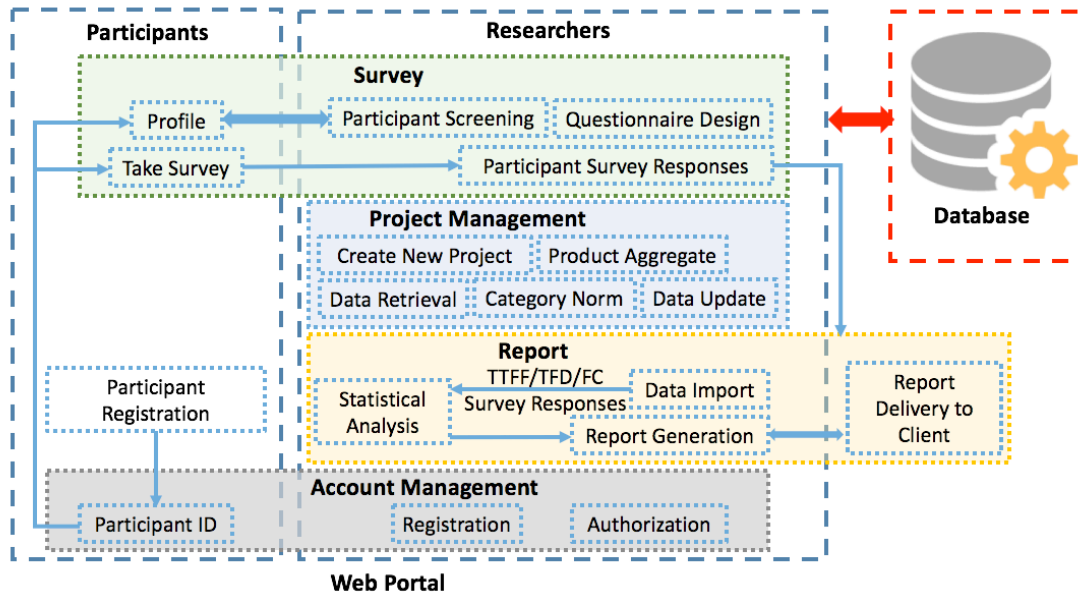 Participants
Researchers
Survey
Profile
Participant Screening
Questionnaire Design
Take Survey
Participant Survey Responses
Database
Project Management
Create New Project
Product Aggregate
Data Retrieval
Category Norm
Data Update
Report
Participant
Registration
Statistical
Analysis
TTFF/TFD/FC
Survey Responses
Data Import
Report Generation
Report
Delivery to
Client
Account Management
Participant ID
Registration
Authorization
Web Portal